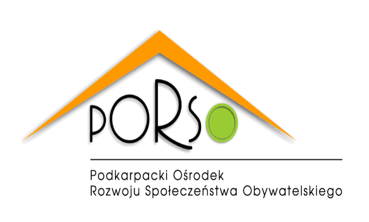 PORSO
Podkarpacki Ośrodek
Rozwoju Społeczeństwa Obywatelskiego